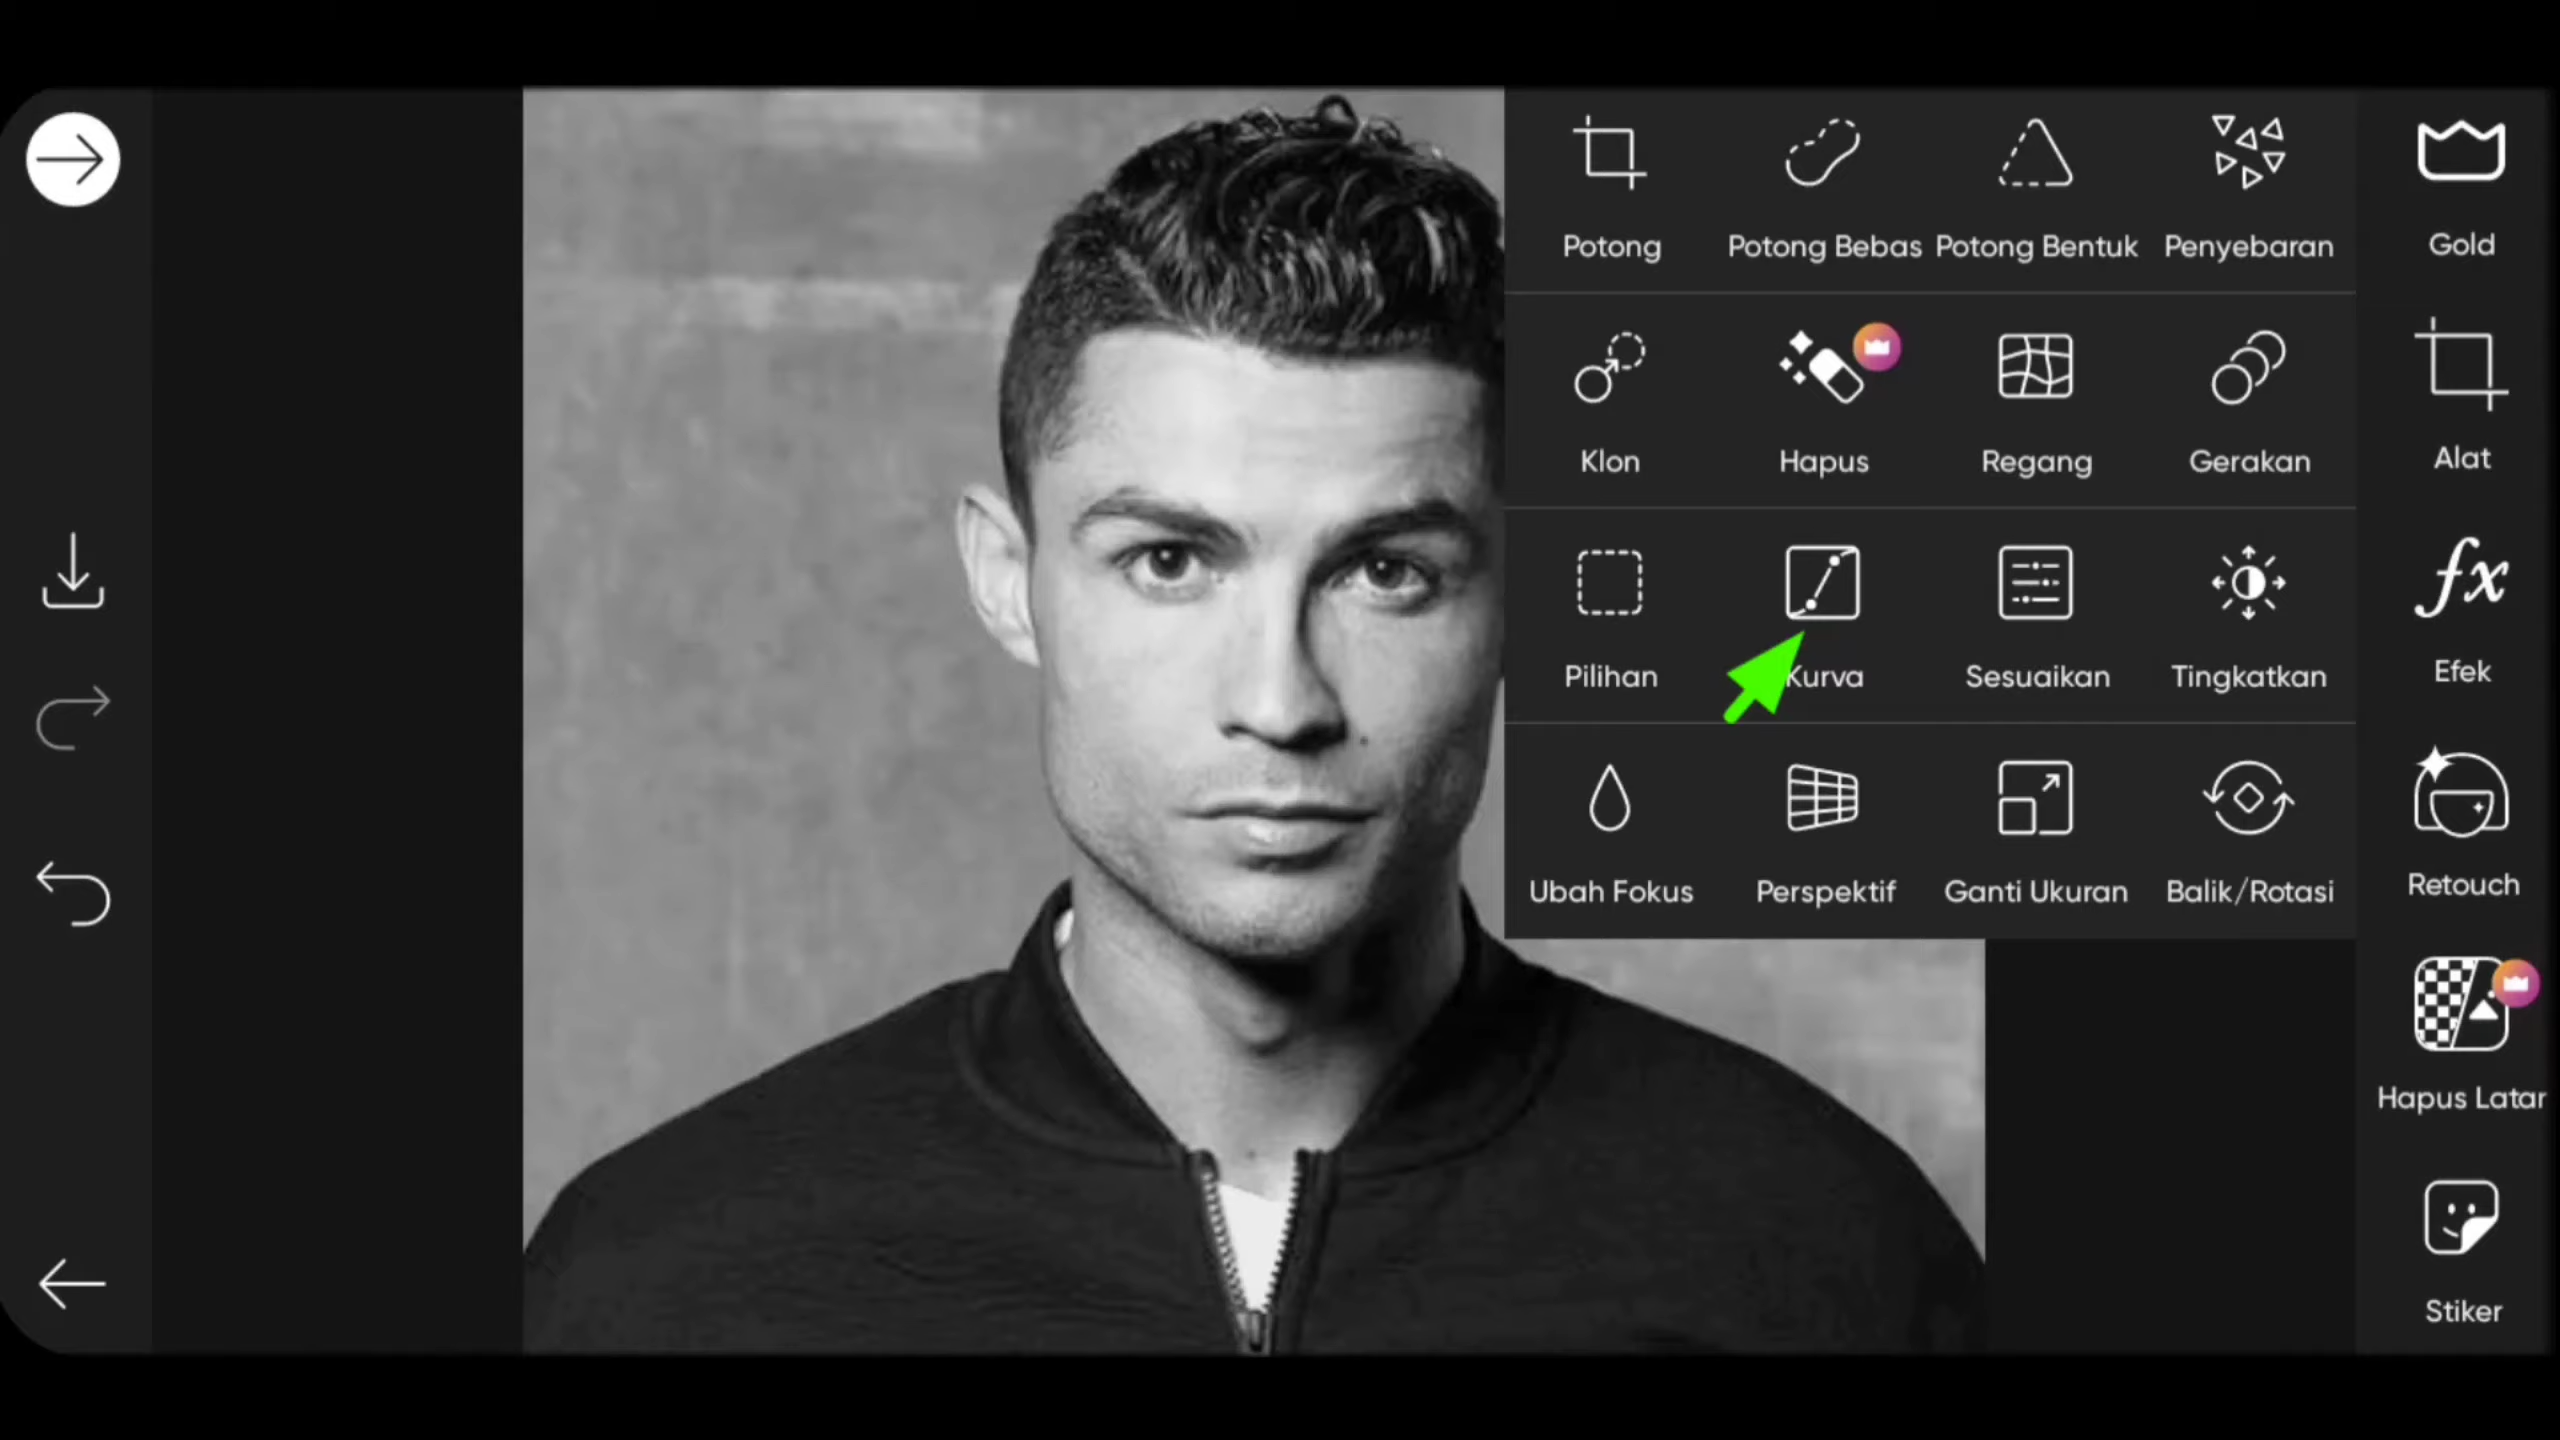 Potong Potong Bebas Potong Bentuk Penyebaran
Klon Hapus Regang Gerakan
Pilihan Kurva Sesuaikan Tingkatkan
Ubah Fokus Perspektif Ganti Ukuran Balik/Rotasi
Gold
Alat
fx
Efek
Retouch
Hapus Latar
Stiker